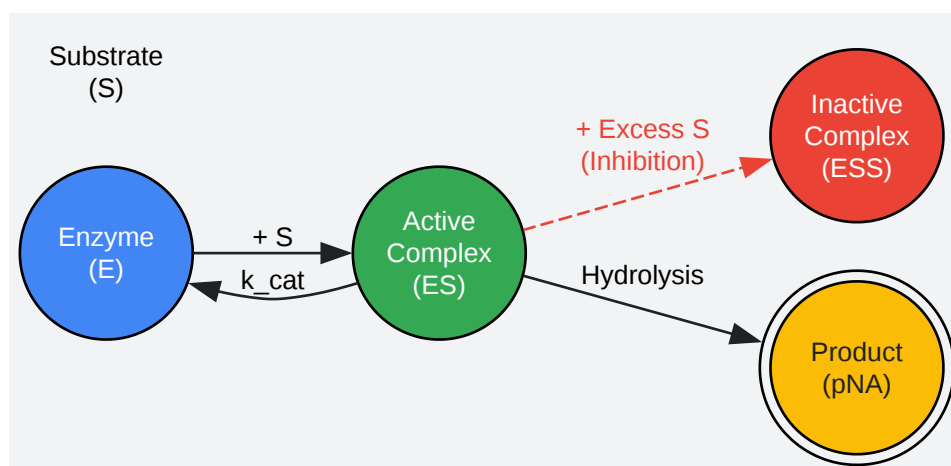 Substrate
(S)
Enzyme
(E)
+ S
k_cat
Active
Complex
(ES)
+ Excess S
(Inhibition)
Inactive
Complex
(ESS)
Hydrolysis
Product
(pNA)